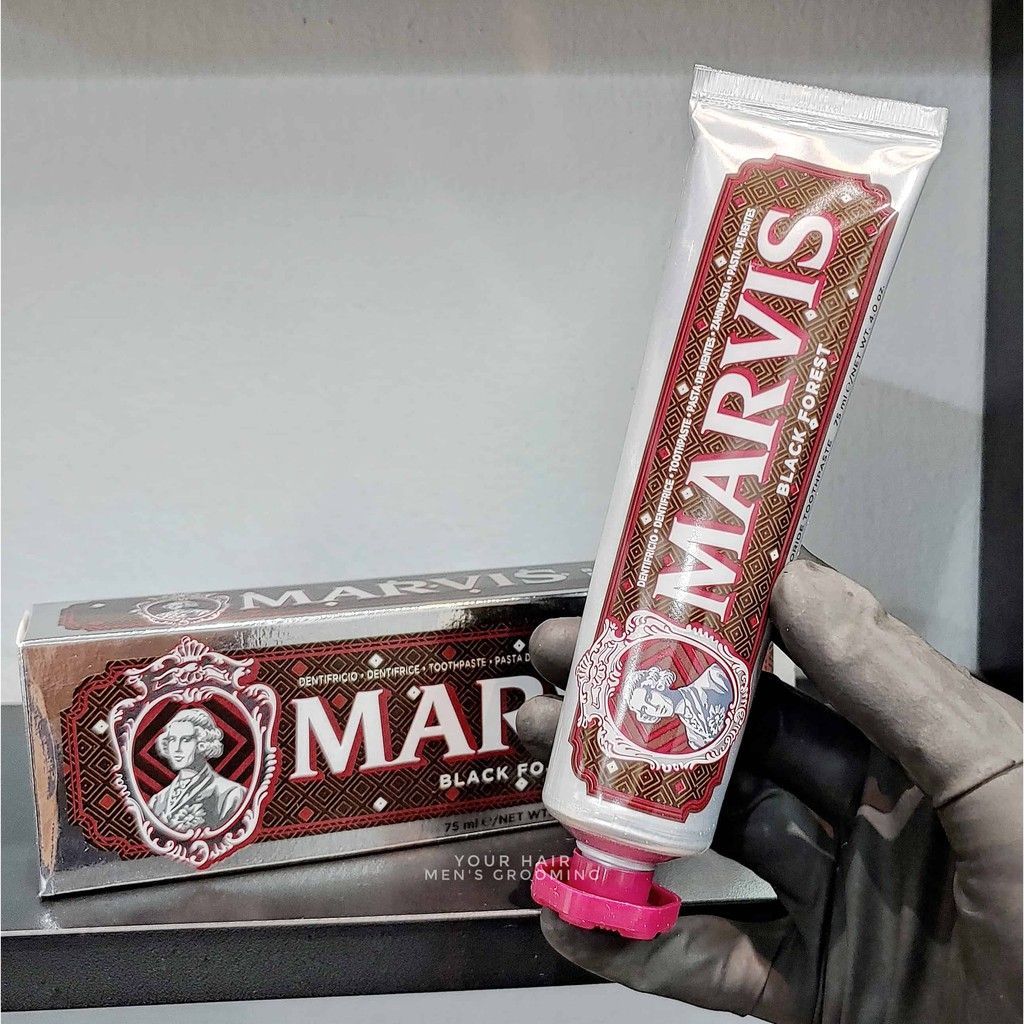 DENTIFRICIO • DENTIFRICE • TOOTHPASTE • PASTA DE DIENTES • ZAHNPASTA • PASTA DE DENTES
MARVIS
BLACK FOREST
TOOTHPASTE 75 ml ℮/NET WT. 4.0 oz.
MARVIS
DENTIFRICIO • DENTIFRICE • TOOTHPASTE • PASTA D
MAR
BLACK FO
75 ml ℮/NET WT.
YOUR HAIR
MEN'S GROOMING